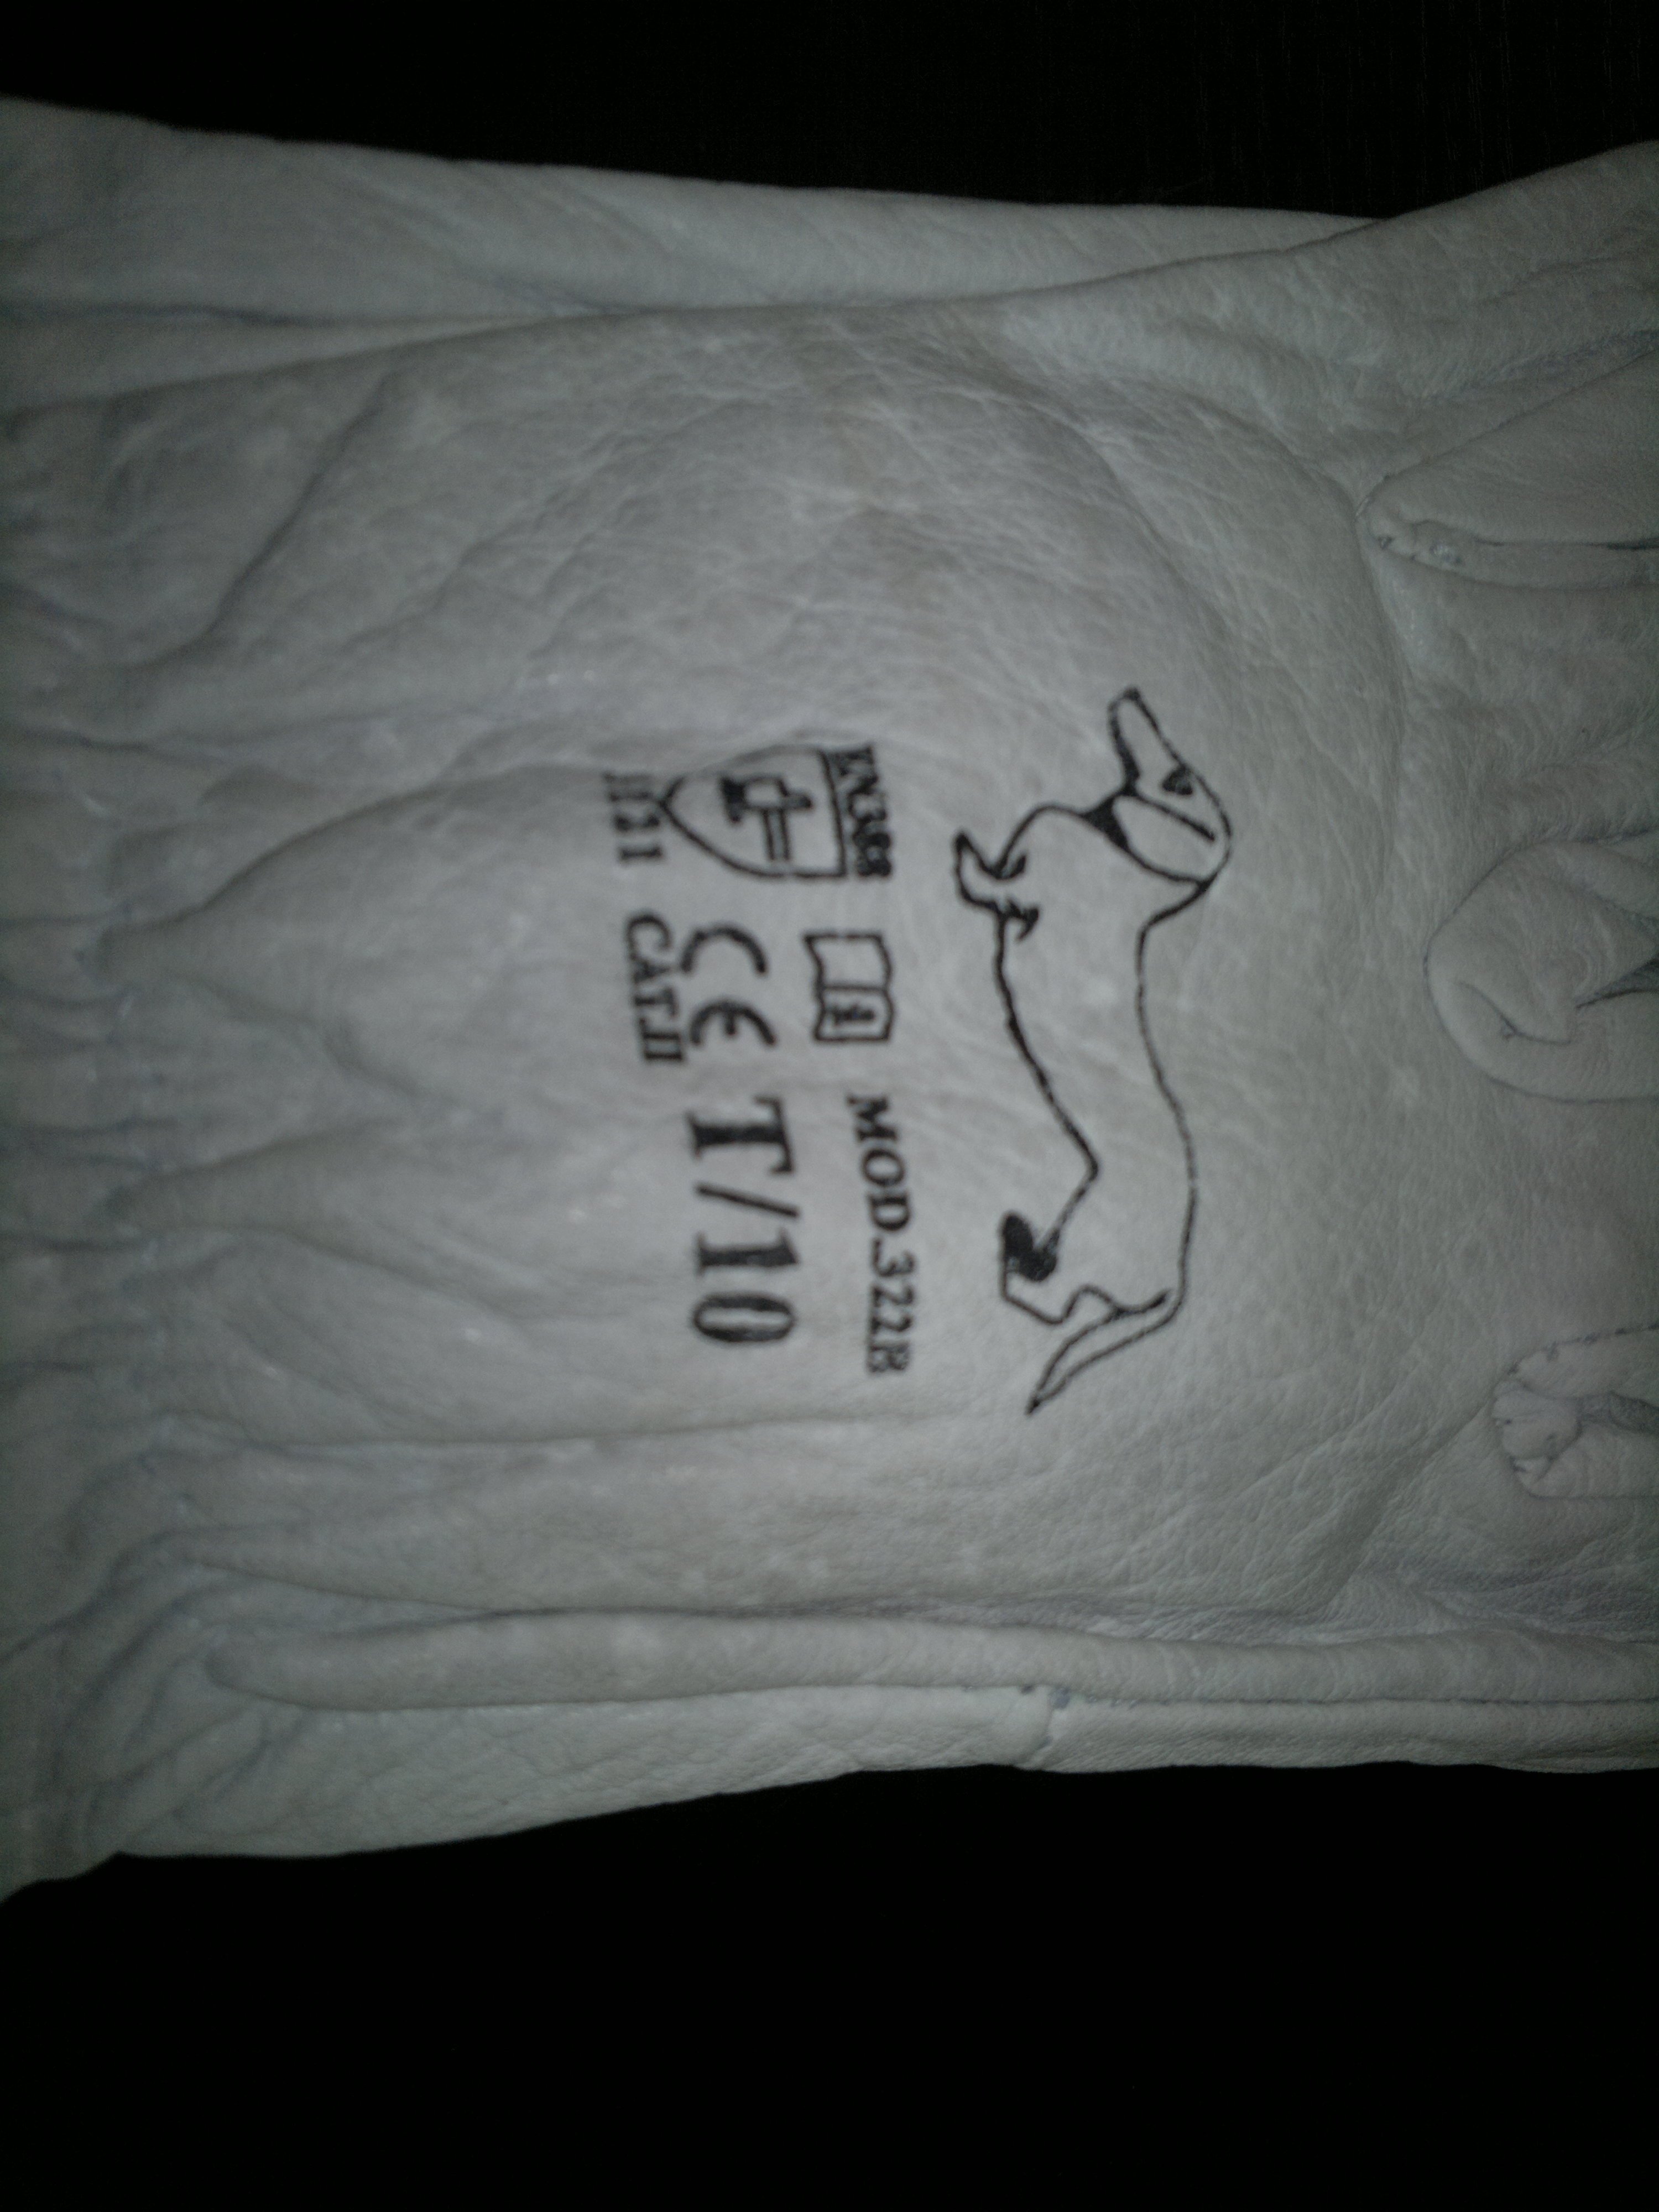 EN388
MOD.322B
CE T/10
CAT.II